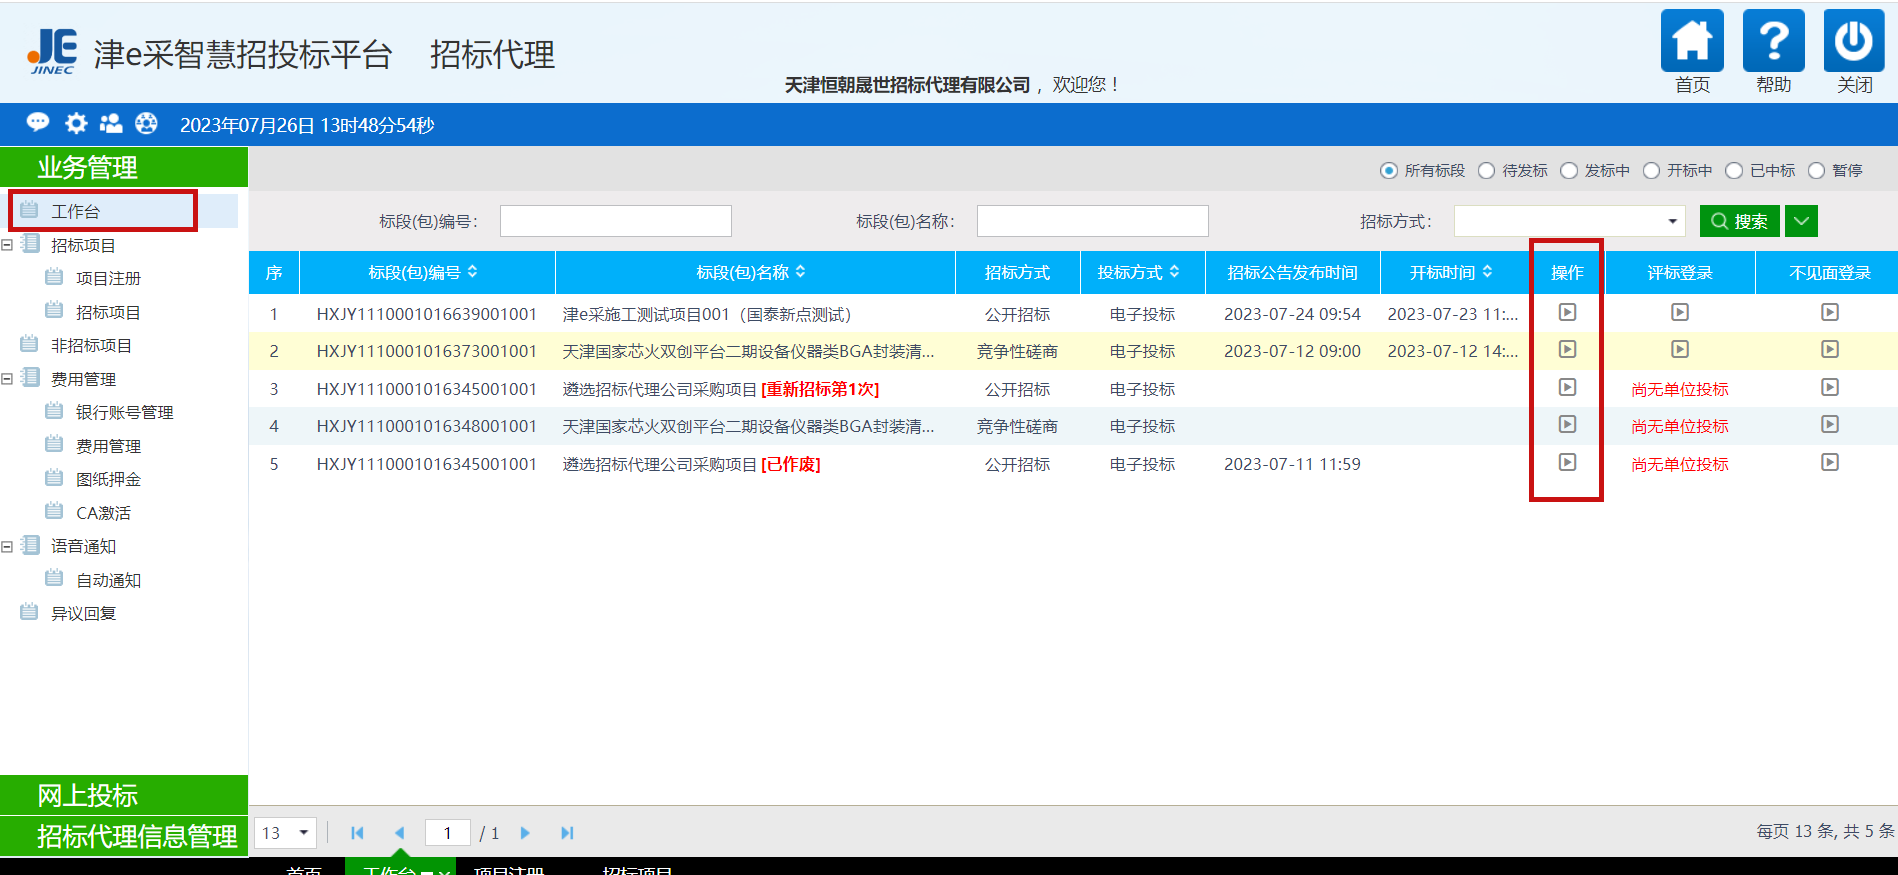 JE
JINEC
津e采智慧招投标平台 招标代理
天津恒朝晟世招标代理有限公司，欢迎您！
首页 帮助 关闭
2023年07月26日 13时48分54秒
业务管理
工作台
招标项目
项目注册
招标项目
非招标项目
费用管理
银行账号管理
费用管理
图纸押金
CA激活
语音通知
自动通知
异议回复
网上投标
招标代理信息管理
所有标段 待发标 发标中 开标中 已中标 暂停
标段(包)编号： 标段(包)名称： 招标方式： 搜索
序 标段(包)编号 标段(包)名称 招标方式 投标方式 招标公告发布时间 开标时间 操作 评标登录 不见面登录
1 HXJY1110001016639001001 津e采施工测试项目001（国泰新点测试） 公开招标 电子投标 2023-07-24 09:54 2023-07-23 11:...
2 HXJY1110001016373001001 天津国家芯火双创平台二期设备仪器类BGA封装清... 竞争性磋商 电子投标 2023-07-12 09:00 2023-07-12 14:...
3 HXJY1110001016345001001 遴选招标代理公司采购项目 [重新招标第1次] 公开招标 电子投标 尚无单位投标
4 HXJY1110001016348001001 天津国家芯火双创平台二期设备仪器类BGA封装清... 竞争性磋商 电子投标 尚无单位投标
5 HXJY1110001016345001001 遴选招标代理公司采购项目 [已作废] 公开招标 电子投标 2023-07-11 11:59 尚无单位投标
13 1 / 1 每页 13 条, 共 5 条
首页 工作台 项目注册 招标项目